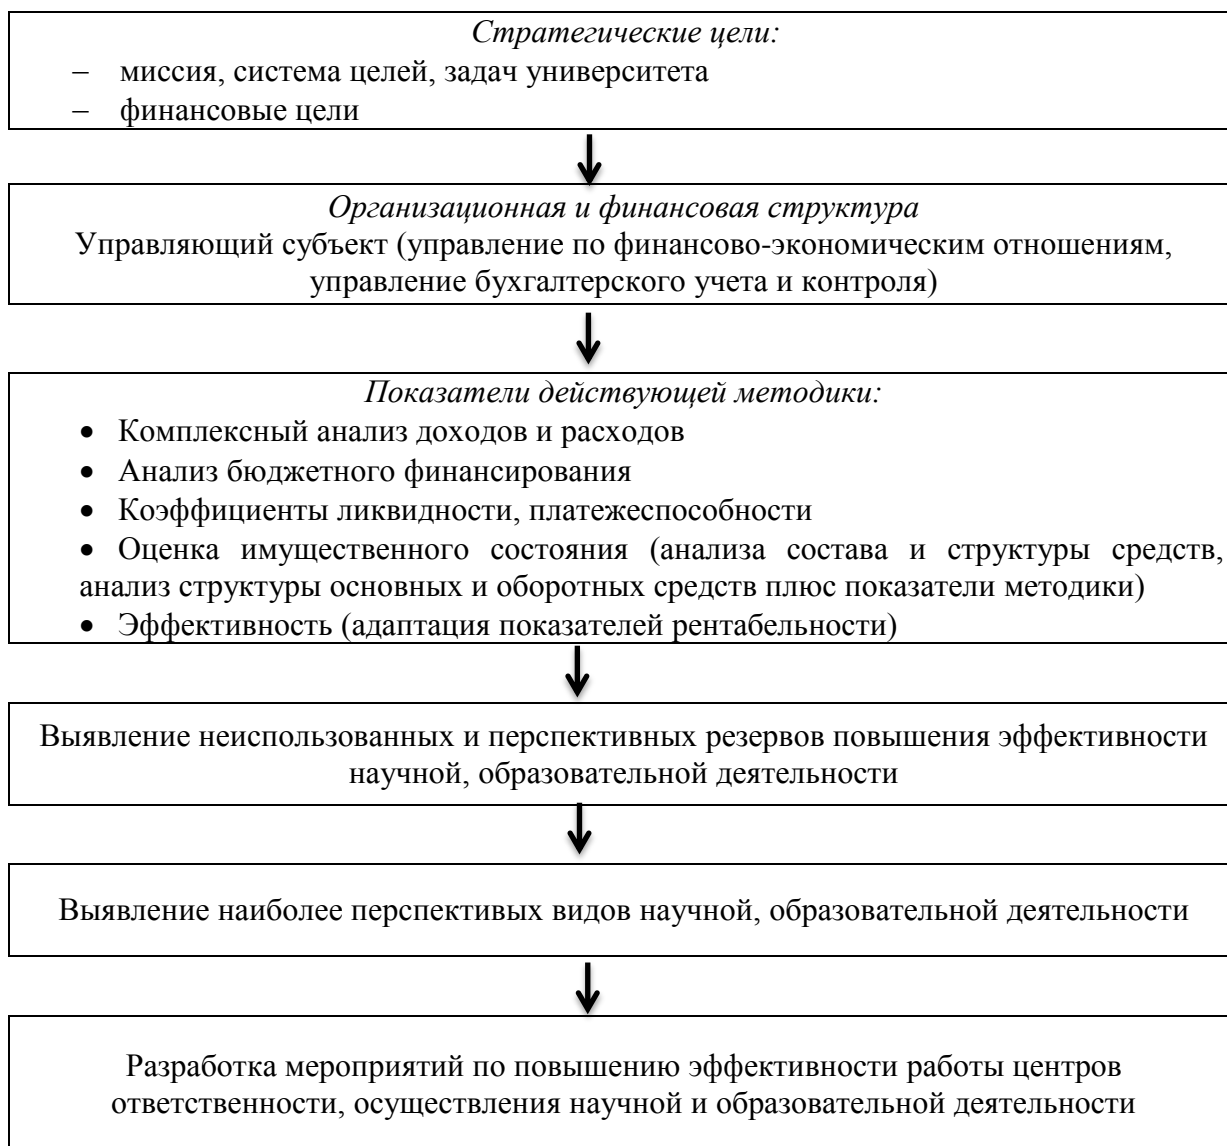 Стратегические цели:
– миссия, система целей, задач университета
– финансовые цели
Организационная и финансовая структура
Управляющий субъект (управление по финансово-экономическим отношениям,
управление бухгалтерского учета и контроля)
Показатели действующей методики:
• Комплексный анализ доходов и расходов
• Анализ бюджетного финансирования
• Коэффициенты ликвидности, платежеспособности
• Оценка имущественного состояния (анализа состава и структуры средств,
анализ структуры основных и оборотных средств плюс показатели методики)
• Эффективность (адаптация показателей рентабельности)
Выявление неиспользованных и перспективных резервов повышения эффективности
научной, образовательной деятельности
Выявление наиболее перспективых видов научной, образовательной деятельности
Разработка мероприятий по повышению эффективности работы центров
ответственности, осуществления научной и образовательной деятельности